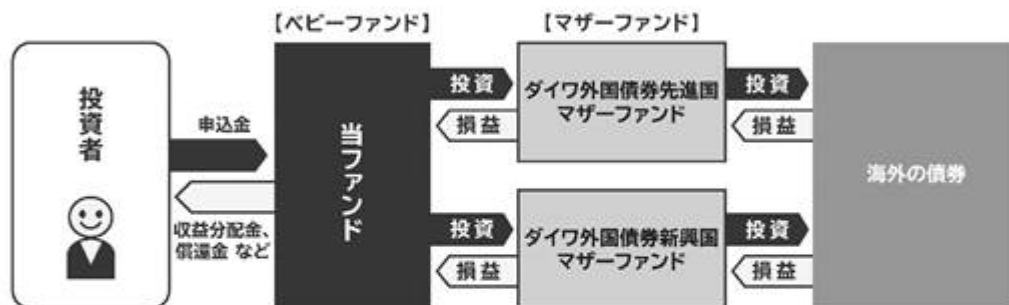 【ベビーファンド】
【マザーファンド】
投資者
申込金
収益分配金、
償還金 など
当ファンド
投資
損益
ダイワ外国債券先進国
マザーファンド
投資
損益
投資
損益
ダイワ外国債券新興国
マザーファンド
投資
損益
海外の債券